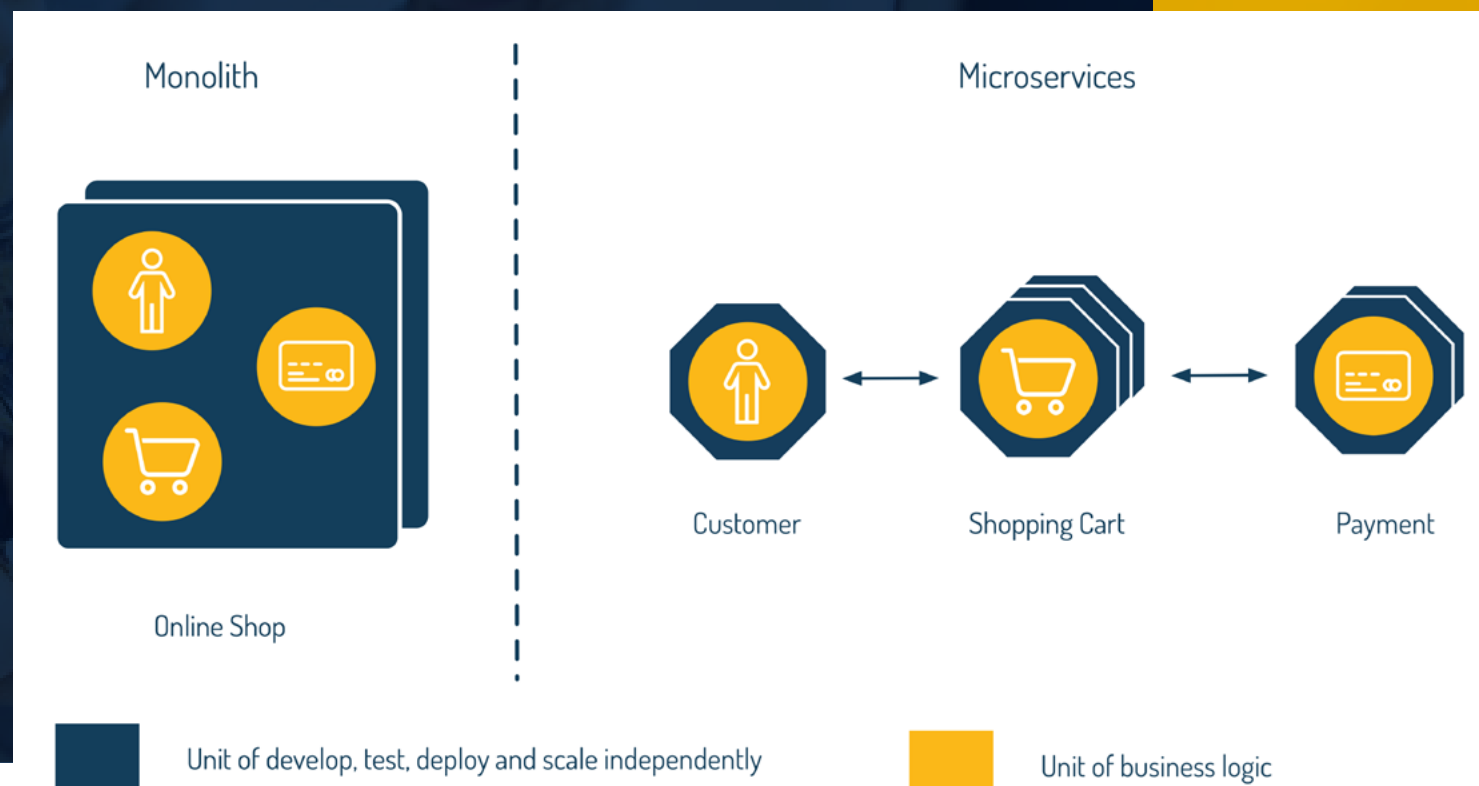 Monolith
Microservices
Customer
Shopping Cart
Payment
Online Shop
Unit of develop, test, deploy and scale independently
Unit of business logic